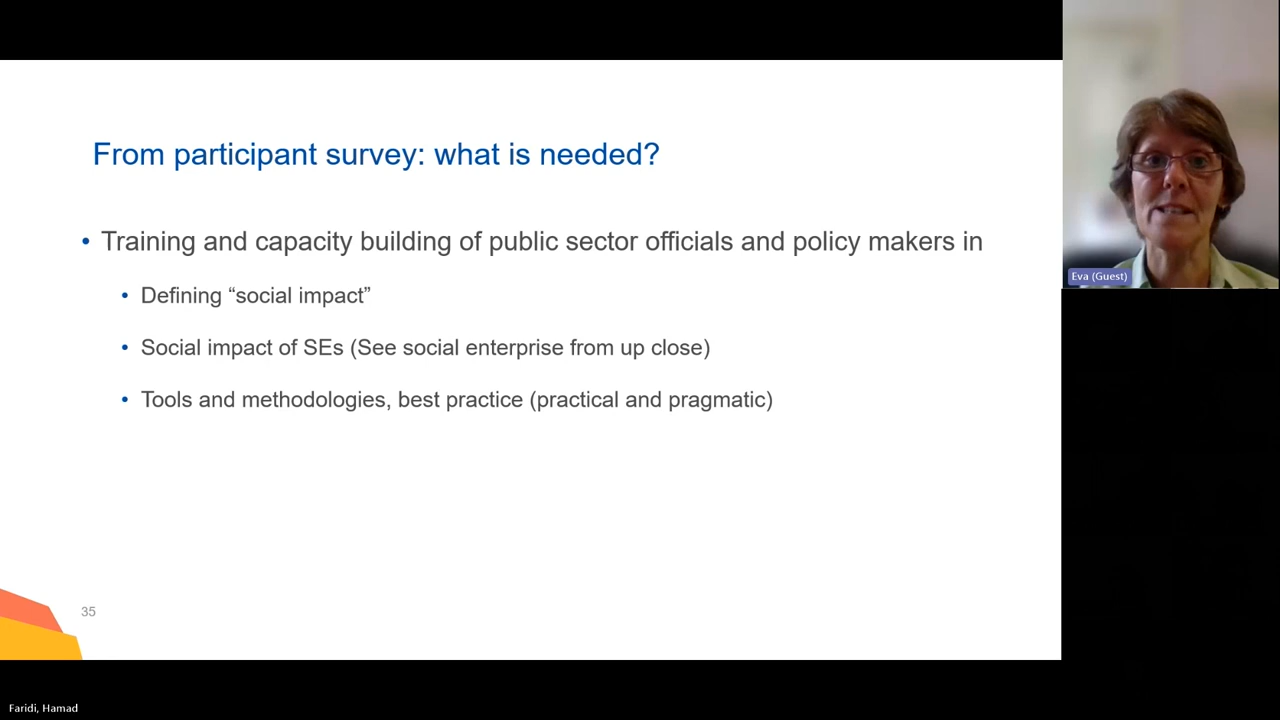 From participant survey: what is needed?
• Training and capacity building of public sector officials and policy makers in
• Defining “social impact”
• Social impact of SEs (See social enterprise from up close)
• Tools and methodologies, best practice (practical and pragmatic)
35
Eva (Guest)
Faridi, Hamad